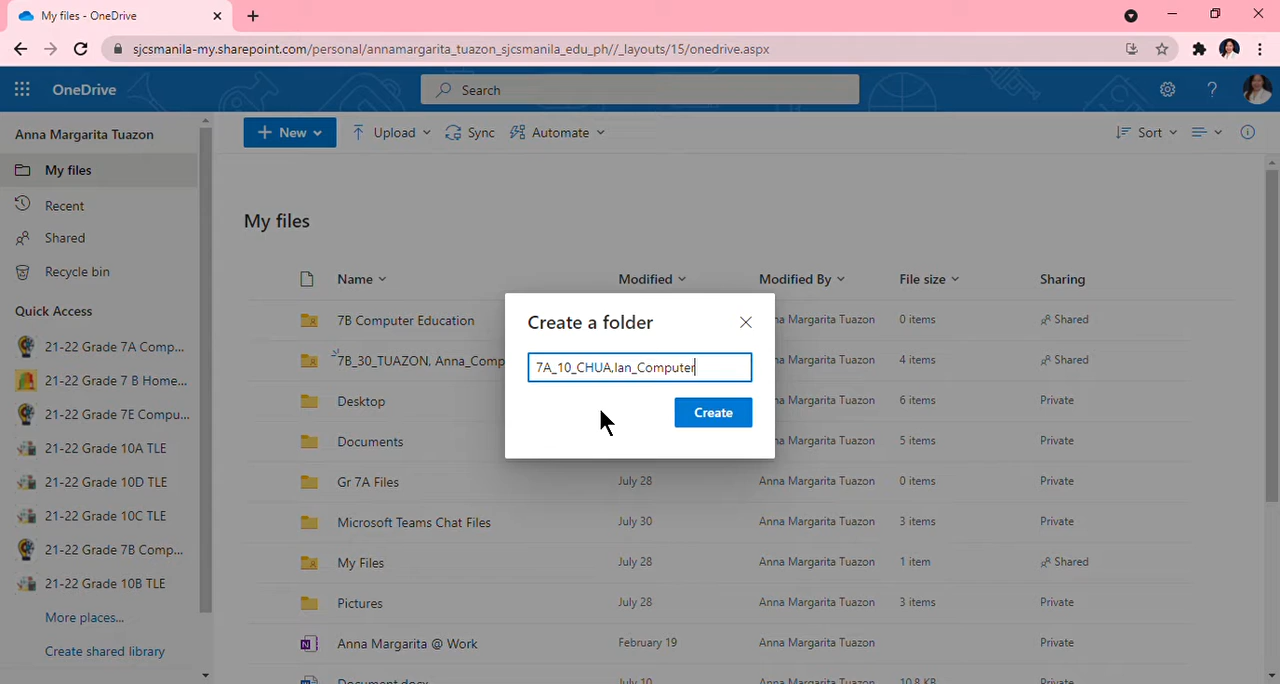 My files - OneDrive
sjcsmanila-my.sharepoint.com/personal/annamargarita_tuazon_sjcsmanila_edu_ph//_layouts/15/onedrive.aspx
OneDrive
Search
Anna Margarita Tuazon
New
Upload
Sync
Automate
Sort
My files
Recent
Shared
Recycle bin
Quick Access
21-22 Grade 7A Comp...
21-22 Grade 7 B Home...
21-22 Grade 7E Compu...
21-22 Grade 10A TLE
21-22 Grade 10D TLE
21-22 Grade 10C TLE
21-22 Grade 7B Comp...
21-22 Grade 10B TLE
More places...
Create shared library
My files
Name Modified Modified By File size Sharing
7B Computer Education Margarita Tuazon 0 items Shared
7B_30_TUAZON, Anna_Comp Margarita Tuazon 4 items Shared
Desktop Margarita Tuazon 6 items Private
Documents Margarita Tuazon 5 items Private
Gr 7A Files July 28 Anna Margarita Tuazon 0 items Private
Microsoft Teams Chat Files July 30 Anna Margarita Tuazon 3 items Private
My Files July 28 Anna Margarita Tuazon 1 item Shared
Pictures July 28 Anna Margarita Tuazon 3 items Private
Anna Margarita @ Work February 19 Anna Margarita Tuazon Private
Document.docx July 10 Anna Margarita Tuazon 10.8 KB Private
Create a folder
7A_10_CHUA,Ian_Computer
Create